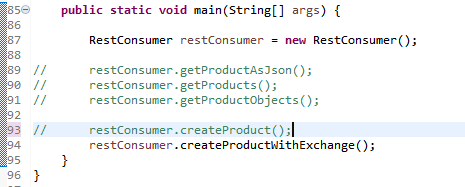 85 public static void main(String[] args) {
86
87 RestConsumer restConsumer = new RestConsumer();
88
89 // restConsumer.getProductAsJson();
90 // restConsumer.getProducts();
91 // restConsumer.getProductObjects();
92
93 // restConsumer.createProduct();
94 restConsumer.createProductWithExchange();
95 }
96 }